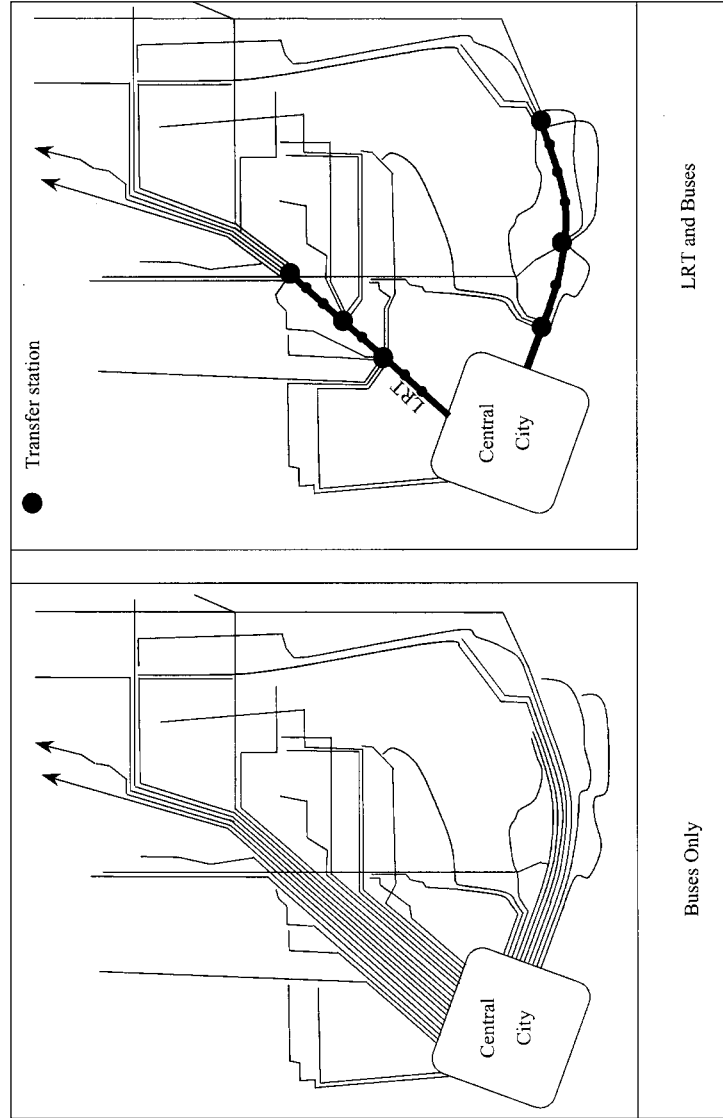 Transfer station
LRT
Central
City
LRT and Buses
Central
City
Buses Only